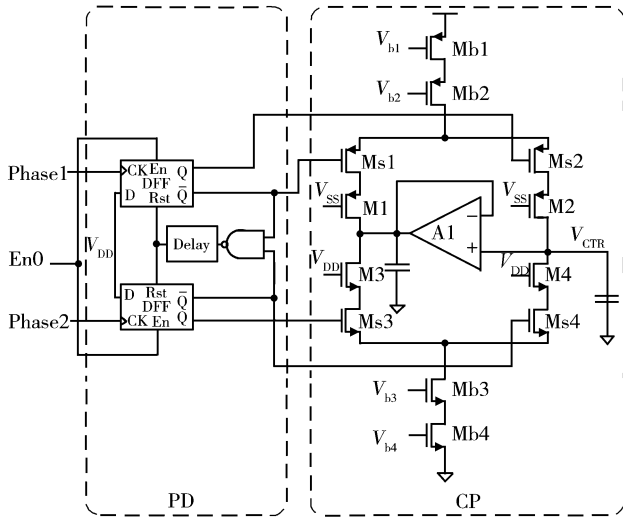 V_b1
Mb1
V_b2
Mb2
Phase1
CK En Q
DFF
D Rst Q̅
Ms1
Ms2
V_SS
M1
V_SS
M2
V_DD
Delay
A1
−
+
V_CTR
En0
V_DD
M3
V_DD
M4
D Rst Q̅
DFF
CK En Q
Phase2
Ms3
Ms4
V_b3
Mb3
V_b4
Mb4
PD
CP